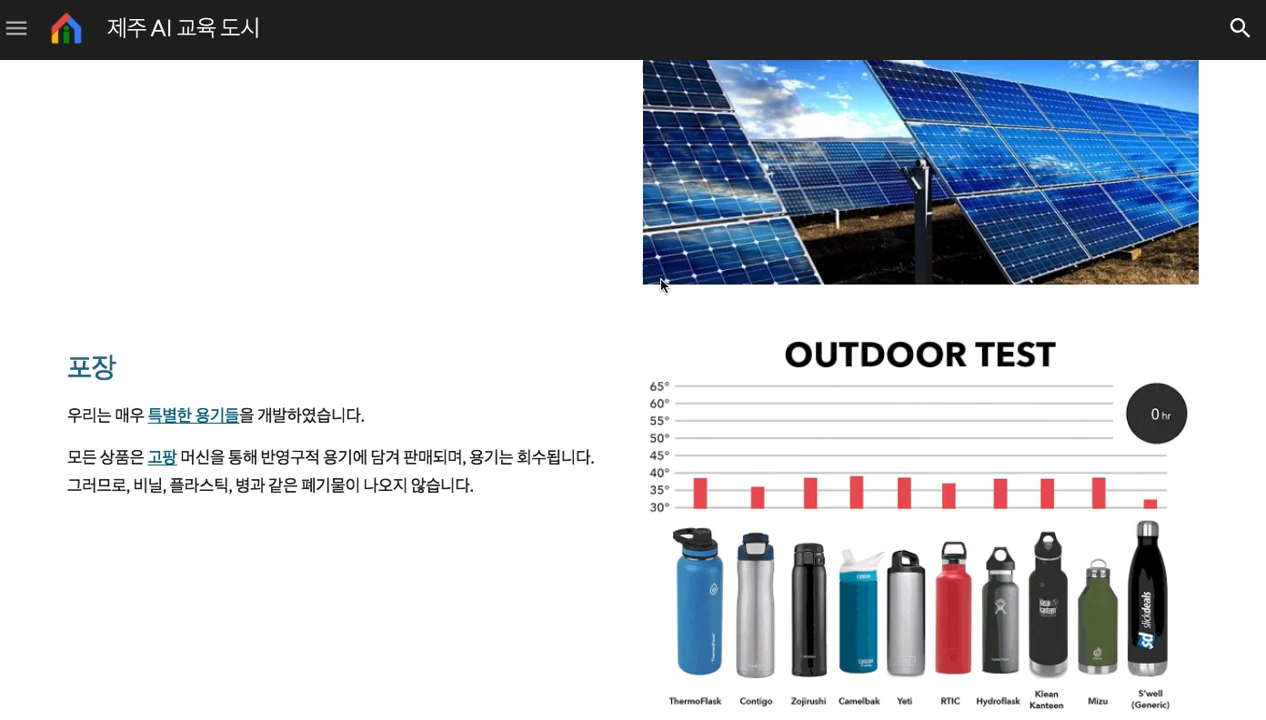 제주 AI 교육 도시
포장
우리는 매우 특별한 용기들을 개발하였습니다.
모든 상품은 고팡 머신을 통해 반영구적 용기에 담겨 판매되며, 용기는 회수됩니다.
그러므로, 비닐, 플라스틱, 병과 같은 폐기물이 나오지 않습니다.
OUTDOOR TEST
65°
60°
55°
50°
45°
40°
35°
30°
0 hr
sd slickdeals
ThermoFlask
Contigo
Zojirushi
Camelbak
Yeti
RTIC
Hydroflask
Klean
Kanteen
Mizu
S'well
(Generic)